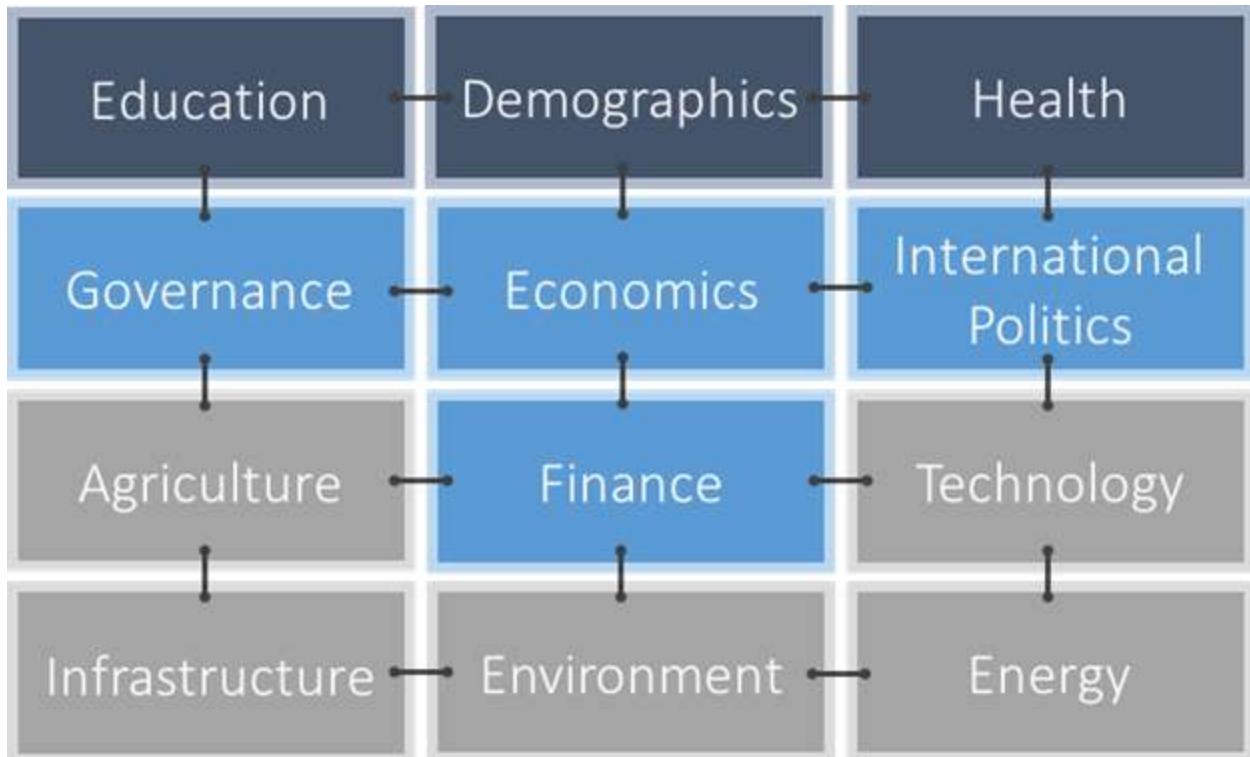 Education
Demographics
Health
Governance
Economics
International
Politics
Agriculture
Finance
Technology
Infrastructure
Environment
Energy